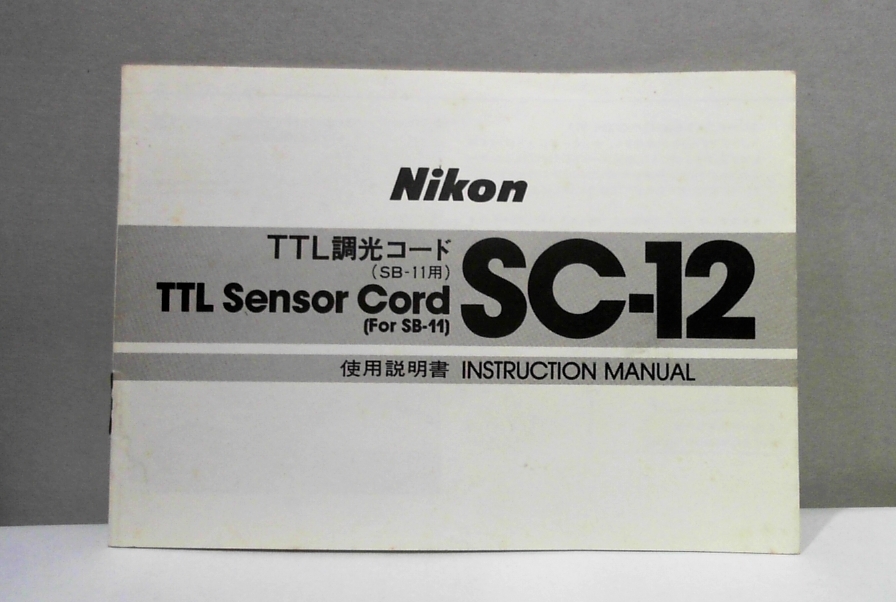 Nikon
TTL調光コード
(SB-11用)
TTL Sensor Cord
(For SB-11)
SC-12
使用説明書 INSTRUCTION MANUAL